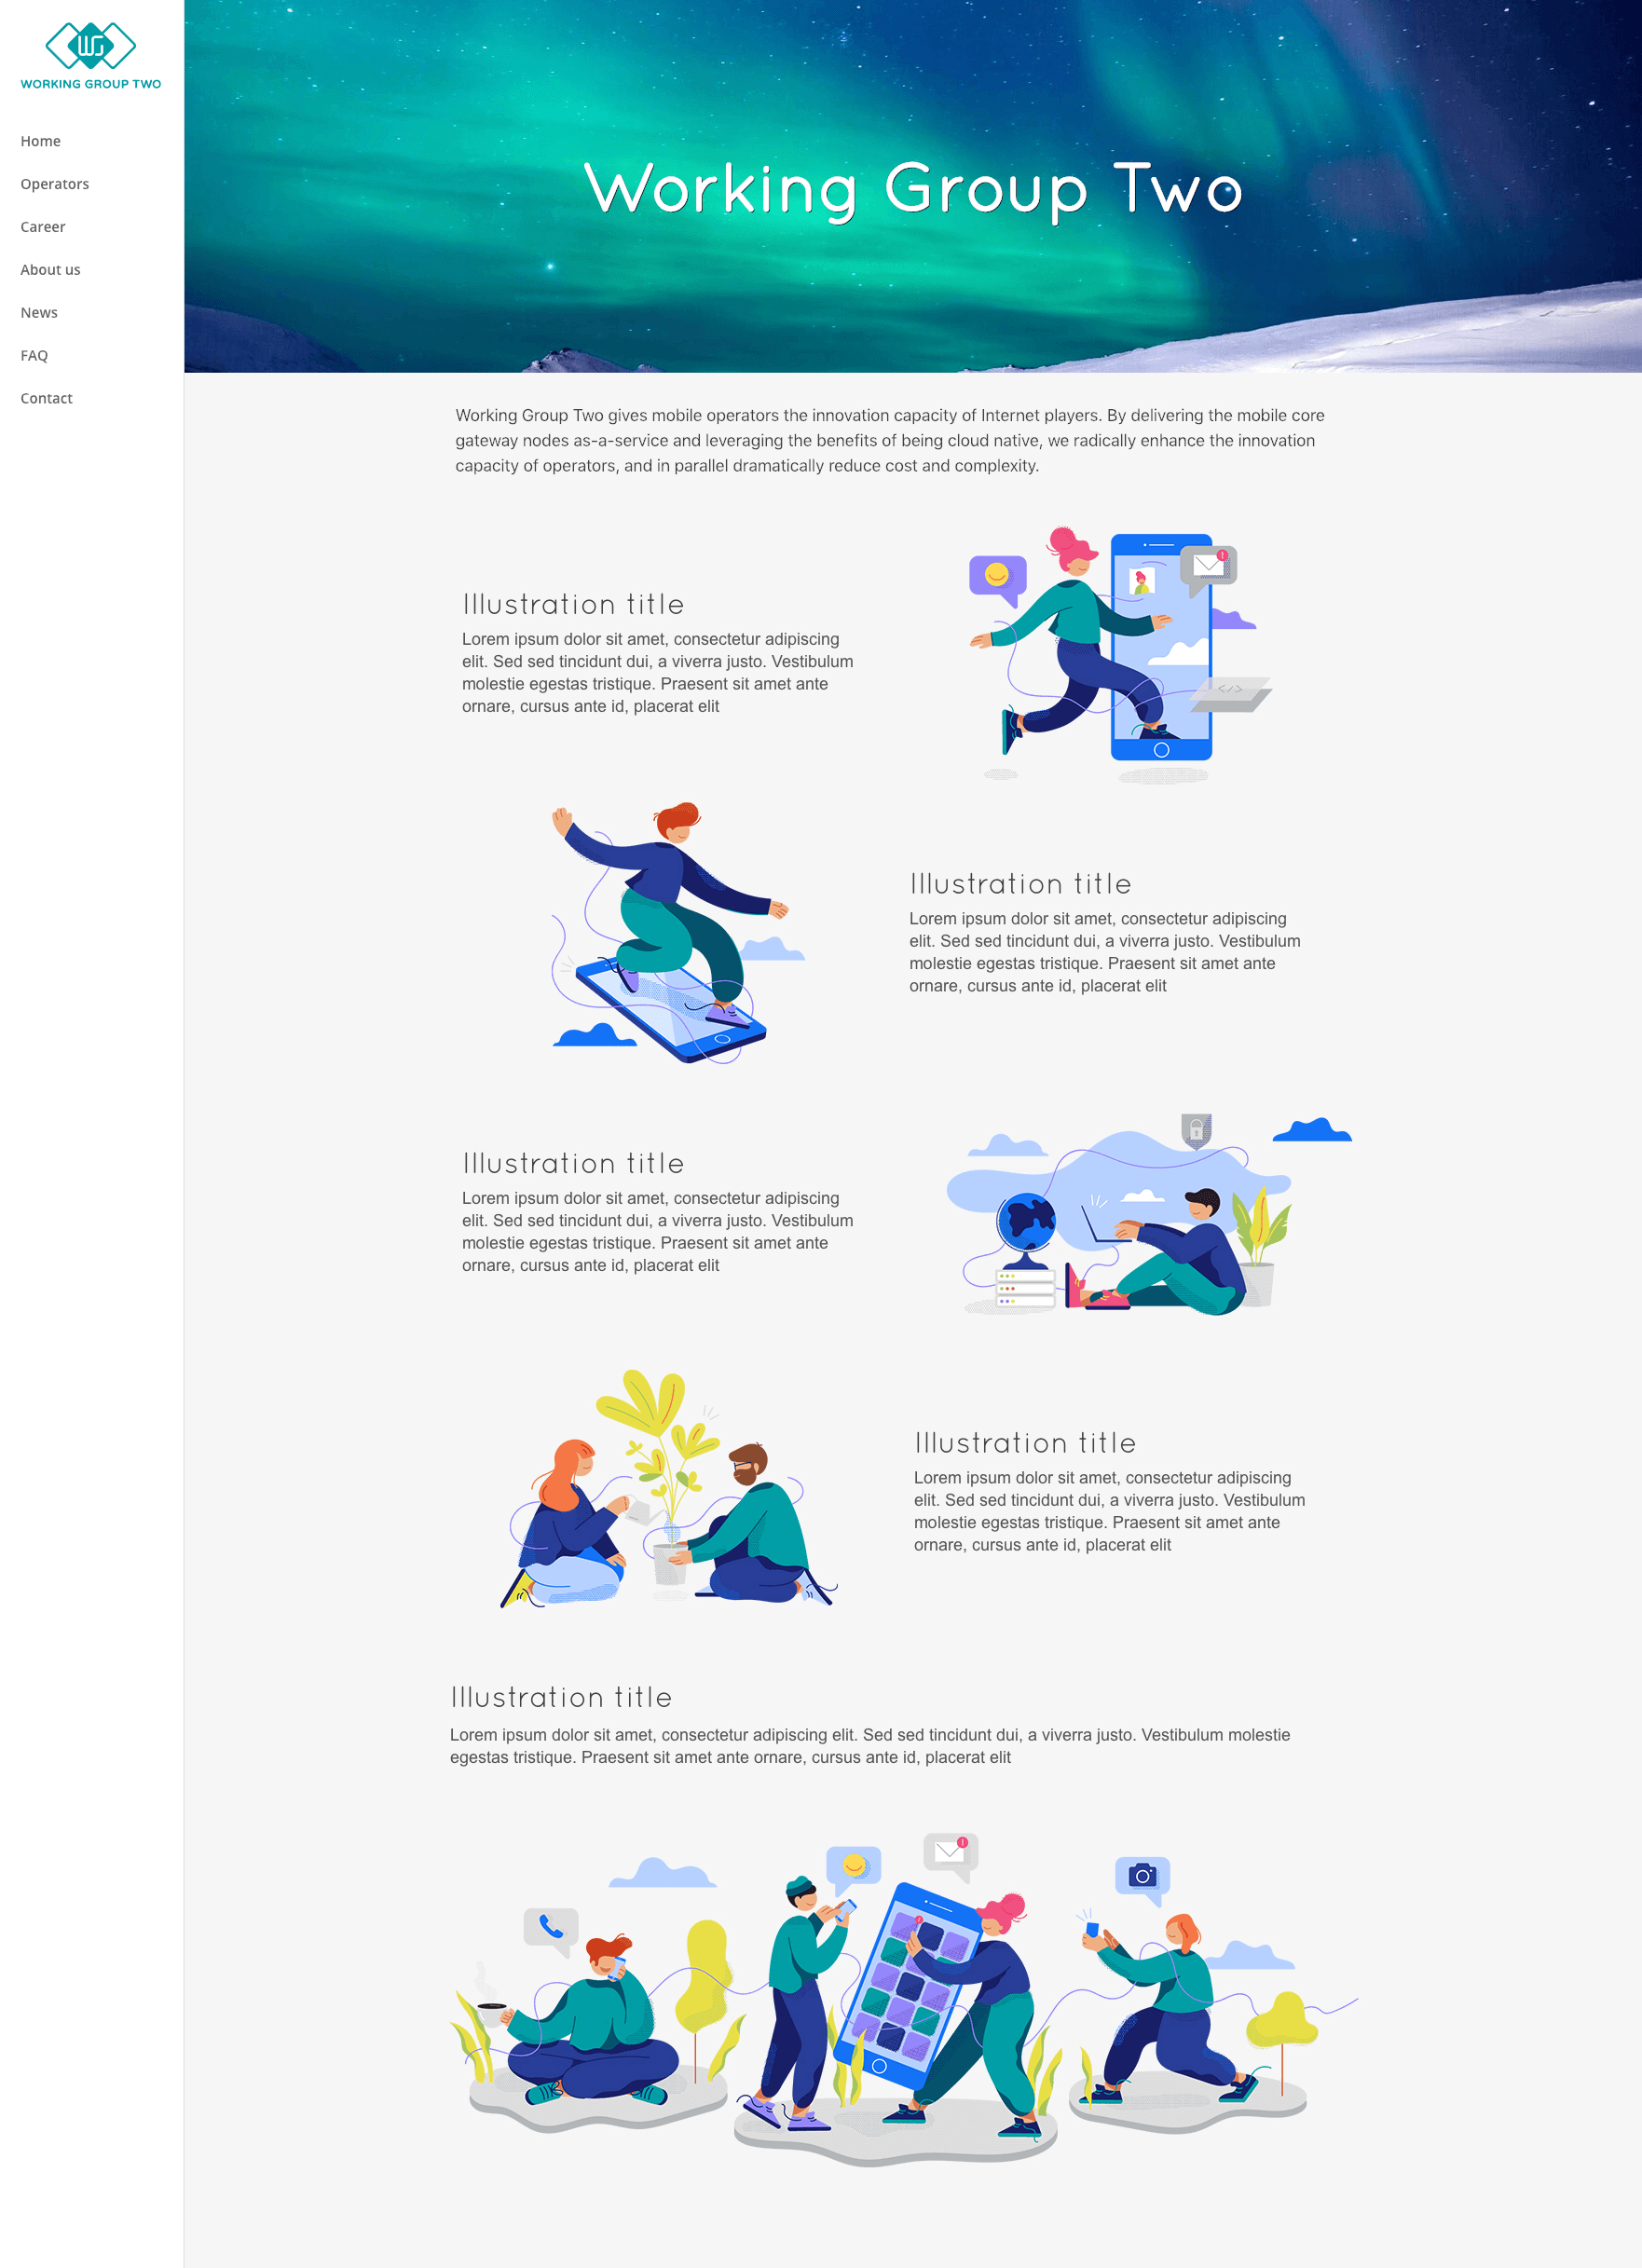 WORKING GROUP TWO
Home
Operators
Career
About us
News
FAQ
Contact
Working Group Two
Working Group Two gives mobile operators the innovation capacity of Internet players. By delivering the mobile core
gateway nodes as-a-service and leveraging the benefits of being cloud native, we radically enhance the innovation
capacity of operators, and in parallel dramatically reduce cost and complexity.
Illustration title
Lorem ipsum dolor sit amet, consectetur adipiscing
elit. Sed sed tincidunt dui, a viverra justo. Vestibulum
molestie egestas tristique. Praesent sit amet ante
ornare, cursus ante id, placerat elit
</>
Illustration title
Lorem ipsum dolor sit amet, consectetur adipiscing
elit. Sed sed tincidunt dui, a viverra justo. Vestibulum
molestie egestas tristique. Praesent sit amet ante
ornare, cursus ante id, placerat elit
Illustration title
Lorem ipsum dolor sit amet, consectetur adipiscing
elit. Sed sed tincidunt dui, a viverra justo. Vestibulum
molestie egestas tristique. Praesent sit amet ante
ornare, cursus ante id, placerat elit
Illustration title
Lorem ipsum dolor sit amet, consectetur adipiscing
elit. Sed sed tincidunt dui, a viverra justo. Vestibulum
molestie egestas tristique. Praesent sit amet ante
ornare, cursus ante id, placerat elit
Illustration title
Lorem ipsum dolor sit amet, consectetur adipiscing elit. Sed sed tincidunt dui, a viverra justo. Vestibulum molestie
egestas tristique. Praesent sit amet ante ornare, cursus ante id, placerat elit